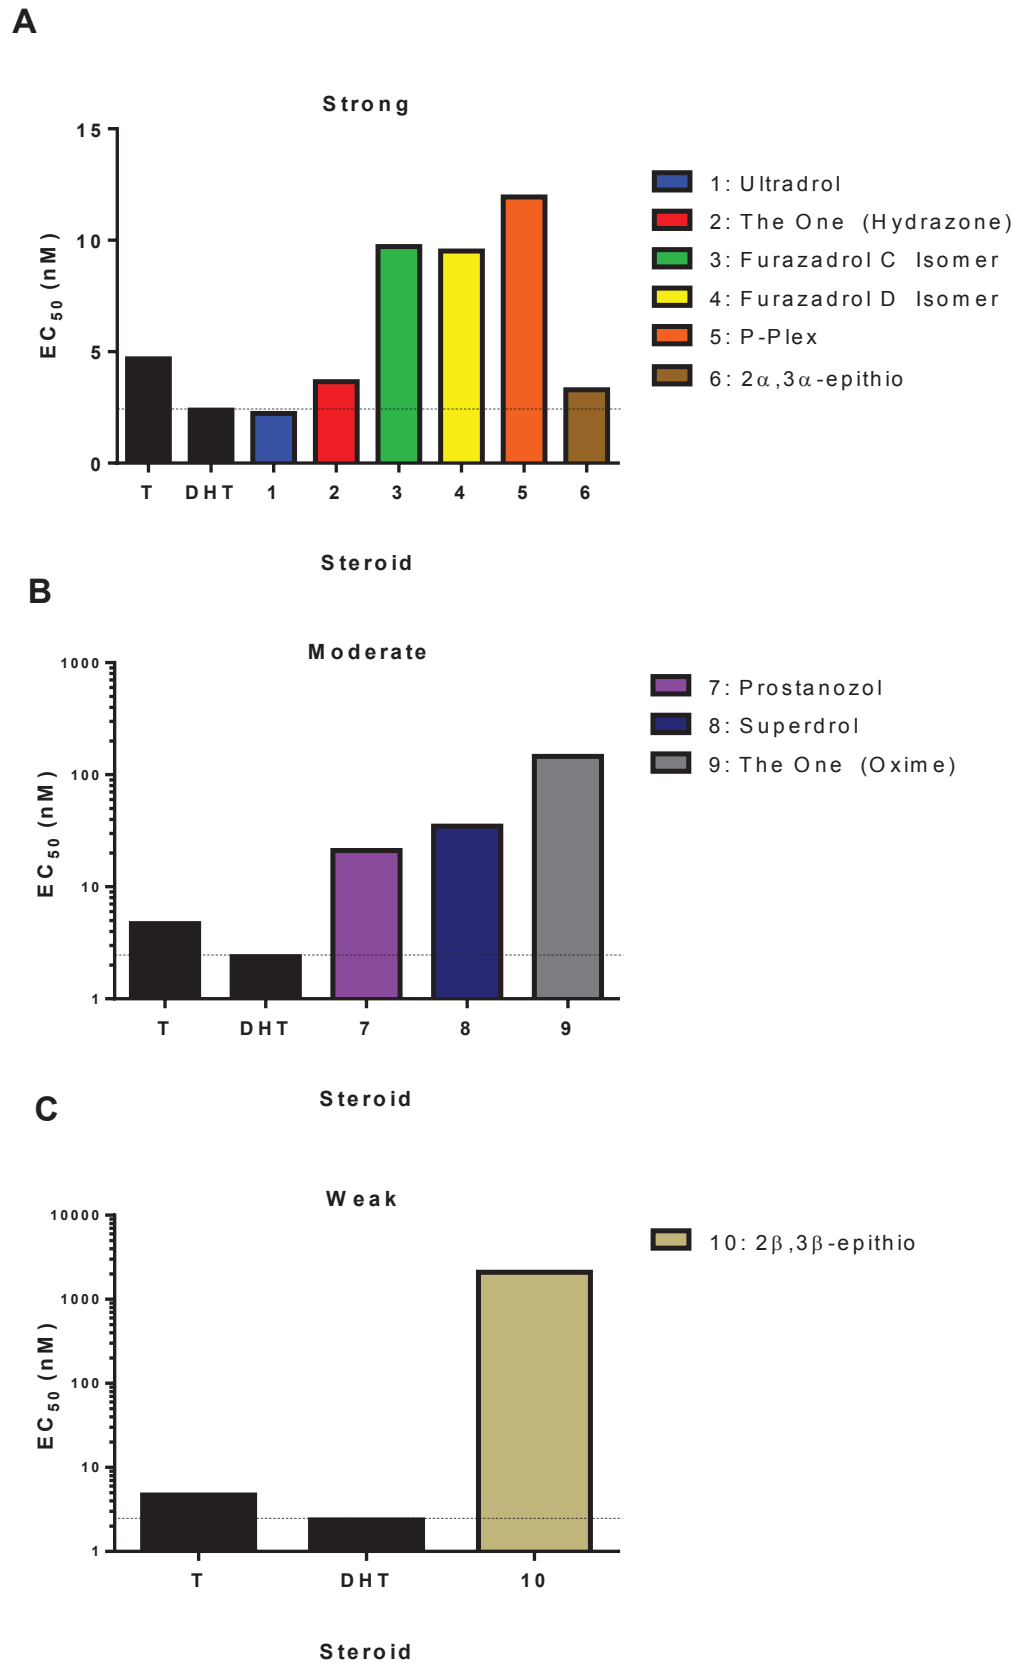 A
Strong
EC50 (nM)
15
10
5
0
T DHT 1 2 3 4 5 6
Steroid
1: Ultradrol
2: The One (Hydrazone)
3: Furazadrol C Isomer
4: Furazadrol D Isomer
5: P-Plex
6: 2α,3α-epithio
B
Moderate
EC50 (nM)
1000
100
10
1
T DHT 7 8 9
Steroid
7: Prostanozol
8: Superdrol
9: The One (Oxime)
C
Weak
EC50 (nM)
10000
1000
100
10
1
T DHT 10
Steroid
10: 2β,3β-epithio